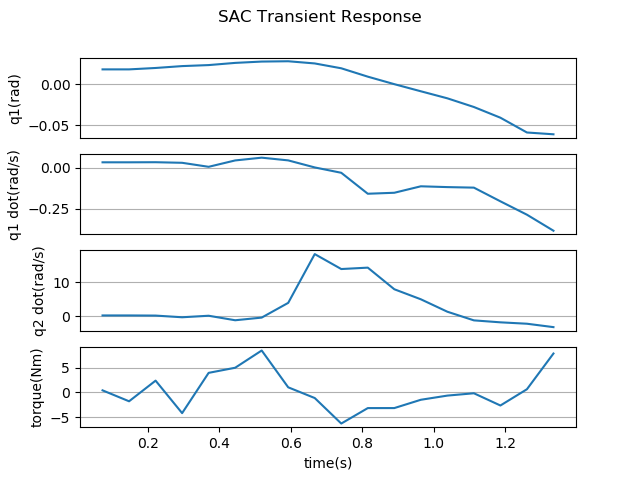 SAC Transient Response
q1(rad)
0.00
−0.05
q1 dot(rad/s)
0.00
−0.25
q2 dot(rad/s)
10
0
torque(Nm)
5
0
−5
0.2 0.4 0.6 0.8 1.0 1.2
time(s)